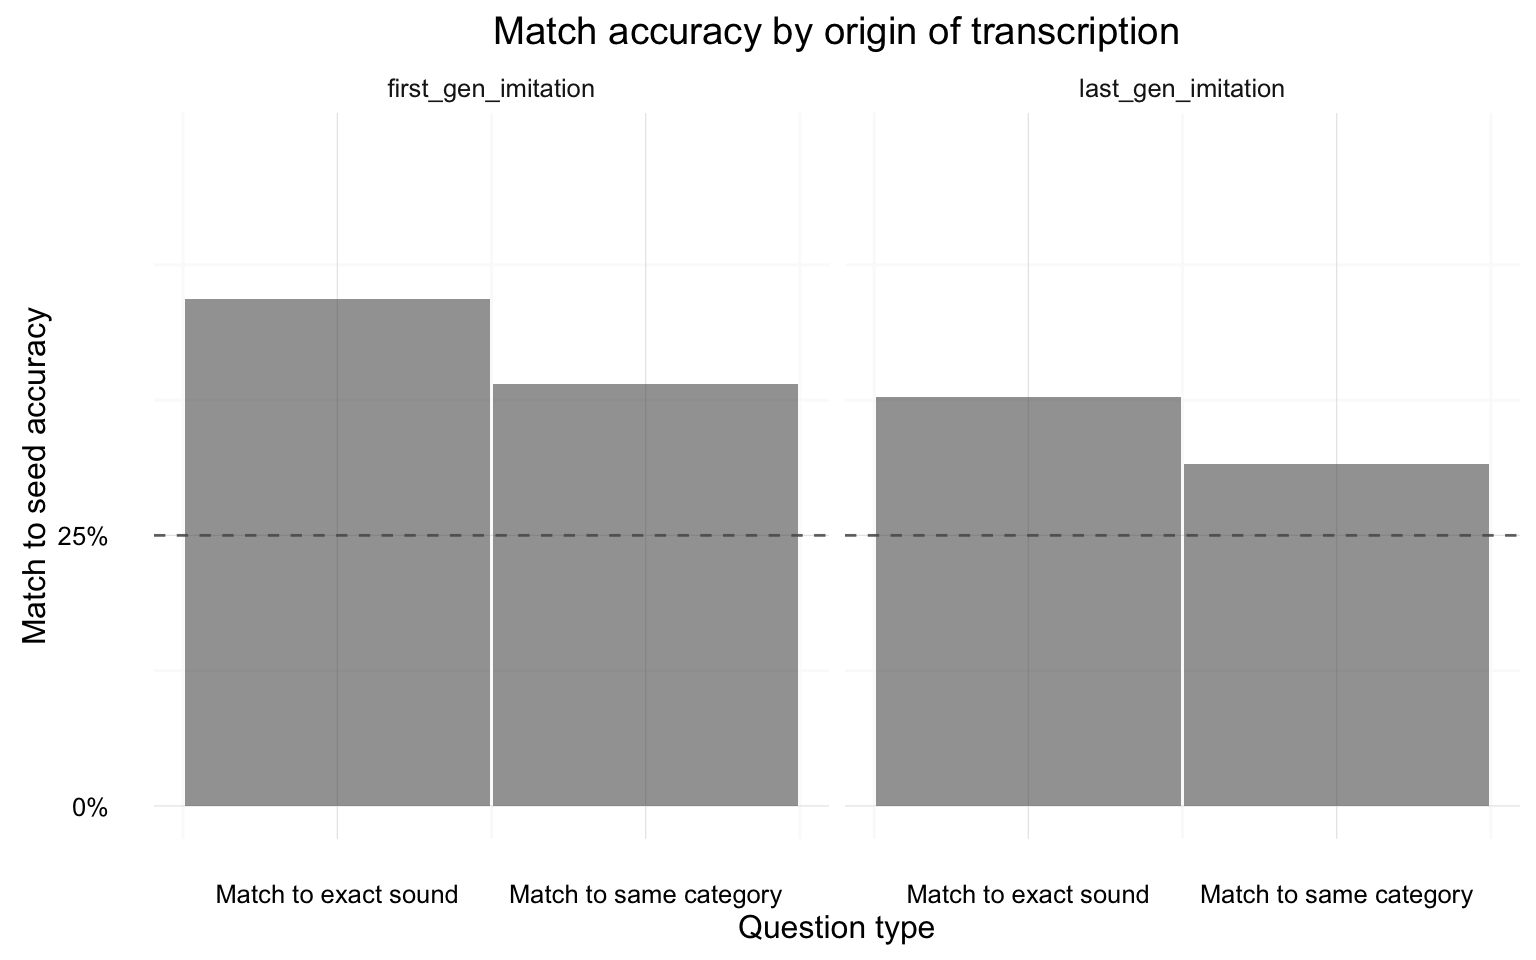 Match accuracy by origin of transcription
first_gen_imitation
last_gen_imitation
Match to seed accuracy
25%
0%
Match to exact sound
Match to same category
Match to exact sound
Match to same category
Question type